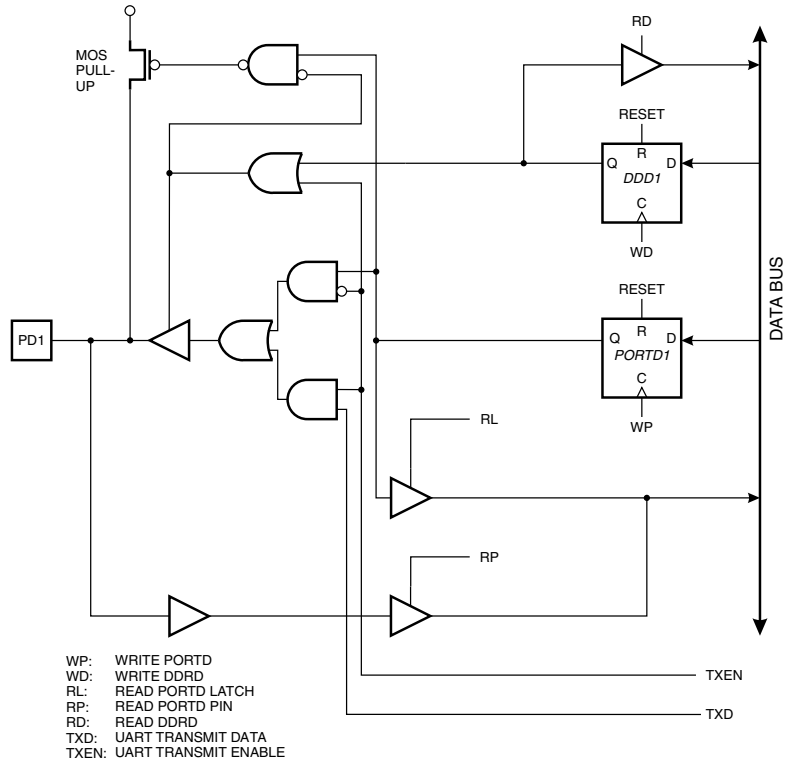 RD
MOS
PULL-
UP
RESET
R
Q
D
DDD1
C
WD
DATA BUS
RESET
R
PD1
Q
D
PORTD1
C
WP
RL
RP
WP: WRITE PORTD
WD: WRITE DDRD
RL: READ PORTD LATCH
RP: READ PORTD PIN
RD: READ DDRD
TXD: UART TRANSMIT DATA
TXEN: UART TRANSMIT ENABLE
TXEN
TXD